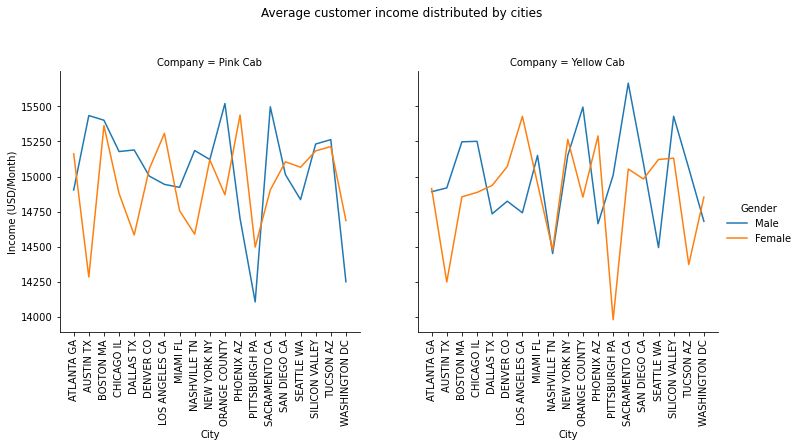 Average customer income distributed by cities
Company = Pink Cab
Company = Yellow Cab
Income (USD/Month)
15500
15250
15000
14750
14500
14250
14000
Gender
Male
Female
ATLANTA GA
AUSTIN TX
BOSTON MA
CHICAGO IL
DALLAS TX
DENVER CO
LOS ANGELES CA
MIAMI FL
NASHVILLE TN
NEW YORK NY
ORANGE COUNTY
PHOENIX AZ
PITTSBURGH PA
SACRAMENTO CA
SAN DIEGO CA
SEATTLE WA
SILICON VALLEY
TUCSON AZ
WASHINGTON DC
City
ATLANTA GA
AUSTIN TX
BOSTON MA
CHICAGO IL
DALLAS TX
DENVER CO
LOS ANGELES CA
MIAMI FL
NASHVILLE TN
NEW YORK NY
ORANGE COUNTY
PHOENIX AZ
PITTSBURGH PA
SACRAMENTO CA
SAN DIEGO CA
SEATTLE WA
SILICON VALLEY
TUCSON AZ
WASHINGTON DC
City